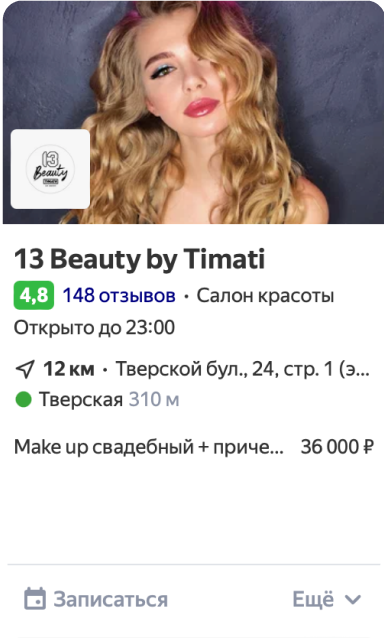 13
Beauty
TIMATI
13 Beauty by Timati
4,8 148 отзывов · Салон красоты
Открыто до 23:00
12 км · Тверской бул., 24, стр. 1 (э...
Тверская 310 м
Make up свадебный + приче... 36 000 ₽
Записаться Ещё